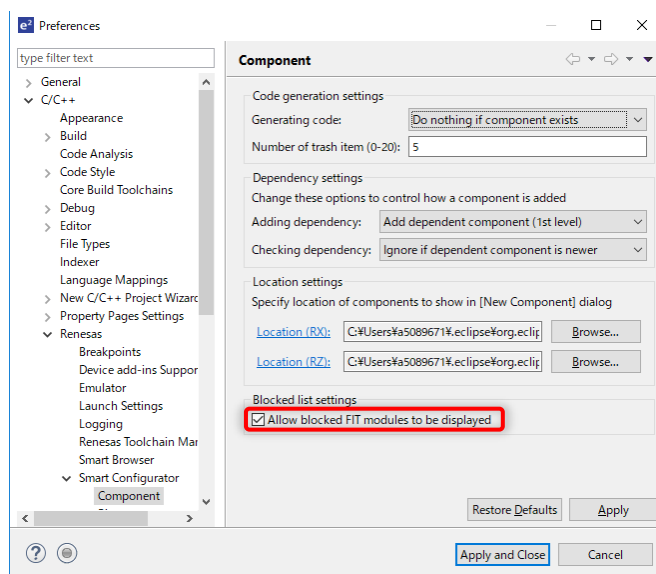 e² Preferences
type filter text
General
C/C++
Appearance
Build
Code Analysis
Code Style
Core Build Toolchains
Debug
Editor
File Types
Indexer
Language Mappings
New C/C++ Project Wizard
Property Pages Settings
Renesas
Breakpoints
Device add-ins Suppor
Emulator
Launch Settings
Logging
Renesas Toolchain Mar
Smart Browser
Smart Configurator
Component
Component
Code generation settings
Generating code: Do nothing if component exists
Number of trash item (0-20): 5
Dependency settings
Change these options to control how a component is added
Adding dependency: Add dependent component (1st level)
Checking dependency: Ignore if dependent component is newer
Location settings
Specify location of components to show in [New Component] dialog
Location (RX): C:¥Users¥a5089671¥.eclipse¥org.eclip Browse...
Location (RZ): C:¥Users¥a5089671¥.eclipse¥org.eclip Browse...
Blocked list settings
Allow blocked FIT modules to be displayed
Restore Defaults Apply
? Apply and Close Cancel